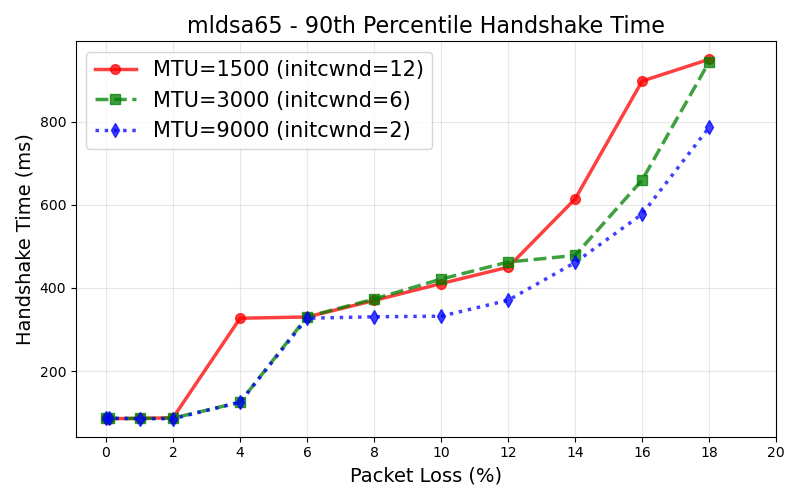 mldsa65 - 90th Percentile Handshake Time
MTU=1500 (initcwnd=12)
MTU=3000 (initcwnd=6)
MTU=9000 (initcwnd=2)
Handshake Time (ms)
800
600
400
200
0 2 4 6 8 10 12 14 16 18 20
Packet Loss (%)